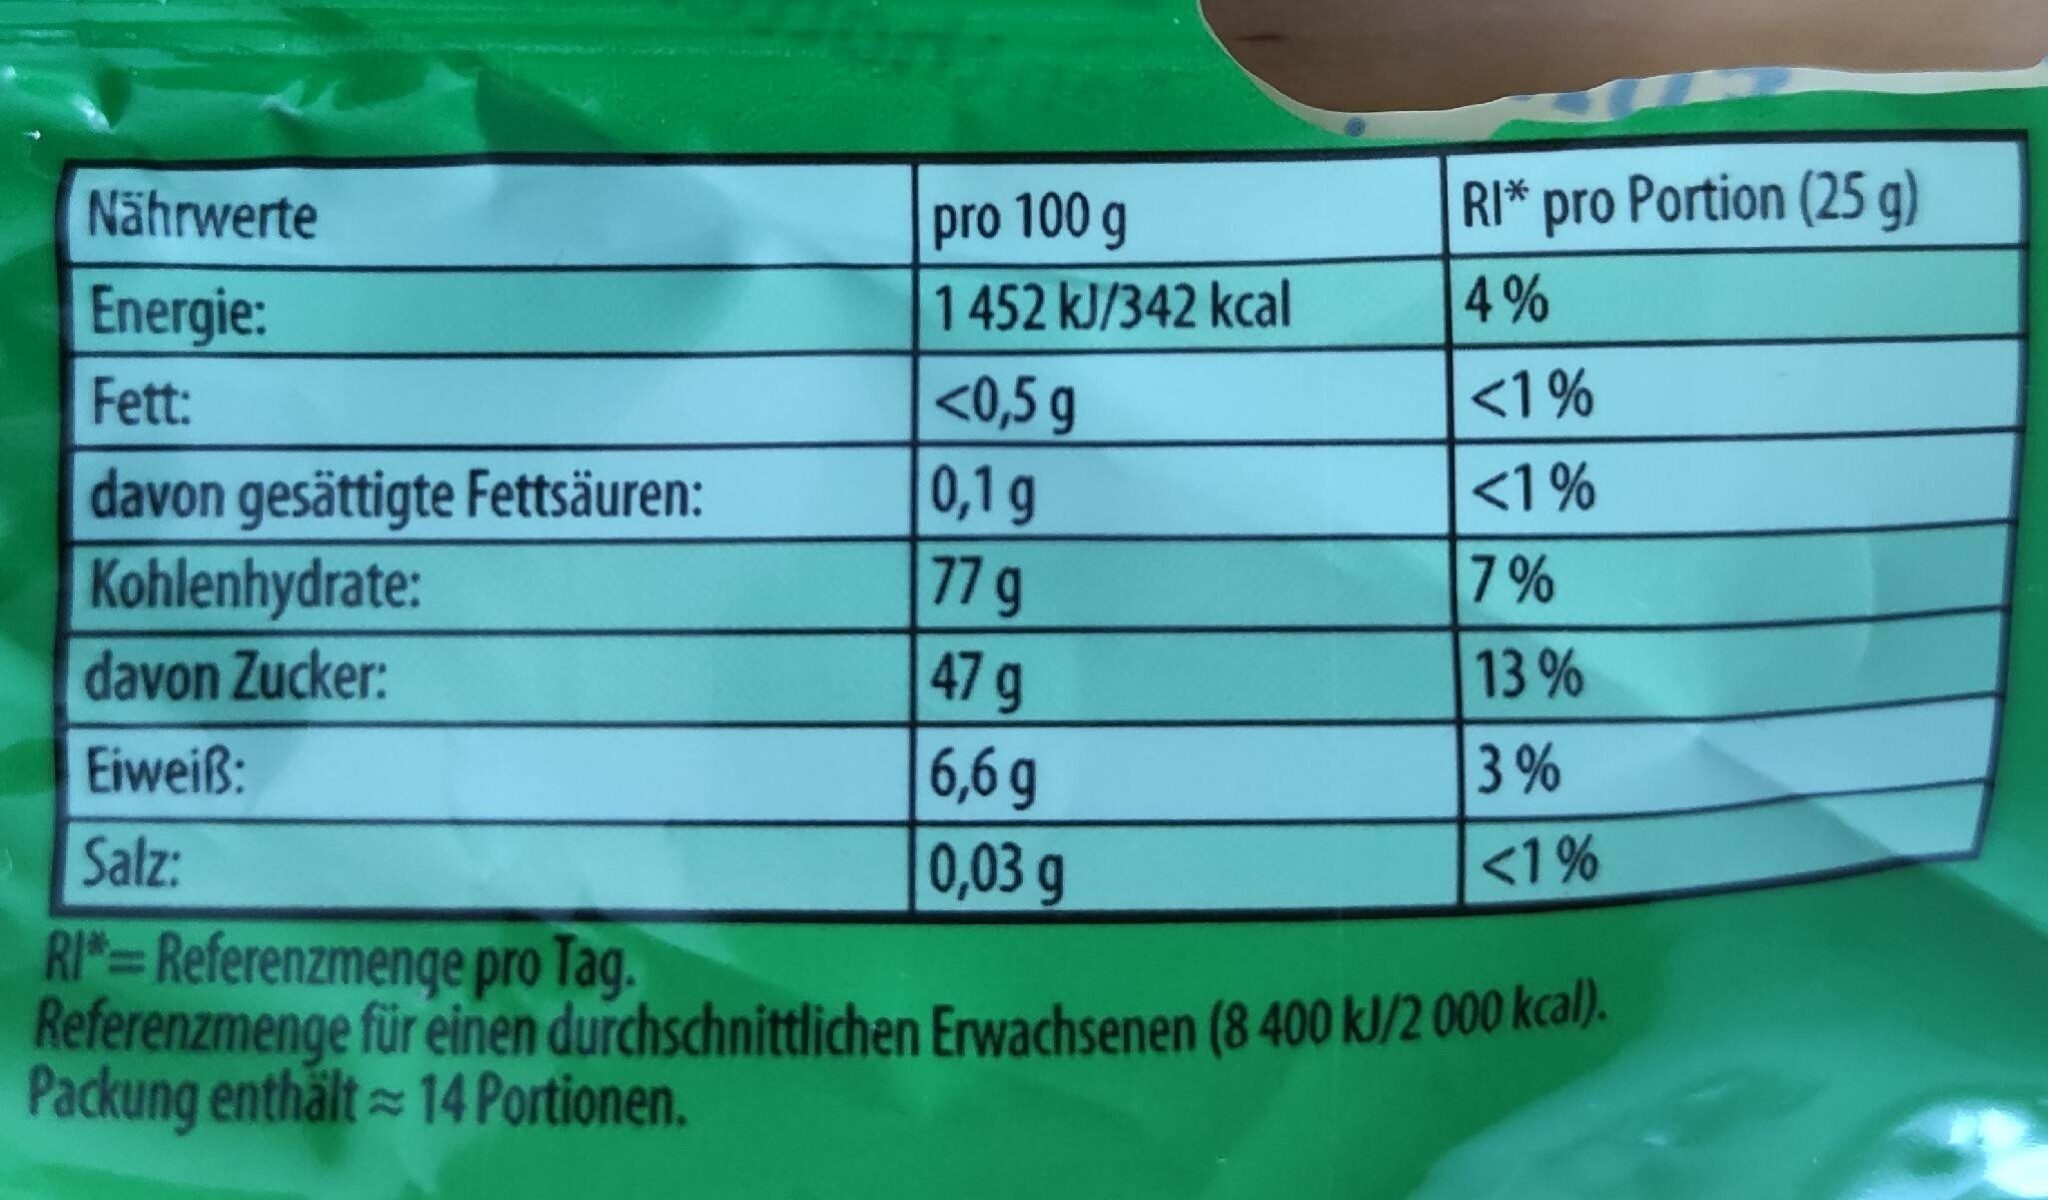 Nährwerte pro 100 g RI* pro Portion (25 g)
Energie: 1 452 kJ/342 kcal 4 %
Fett: <0,5 g <1 %
davon gesättigte Fettsäuren: 0,1 g <1 %
Kohlenhydrate: 77 g 7 %
davon Zucker: 47 g 13 %
Eiweiß: 6,6 g 3 %
Salz: 0,03 g <1 %
RI*= Referenzmenge pro Tag.
Referenzmenge für einen durchschnittlichen Erwachsenen (8 400 kJ/2 000 kcal).
Packung enthält ≈ 14 Portionen.